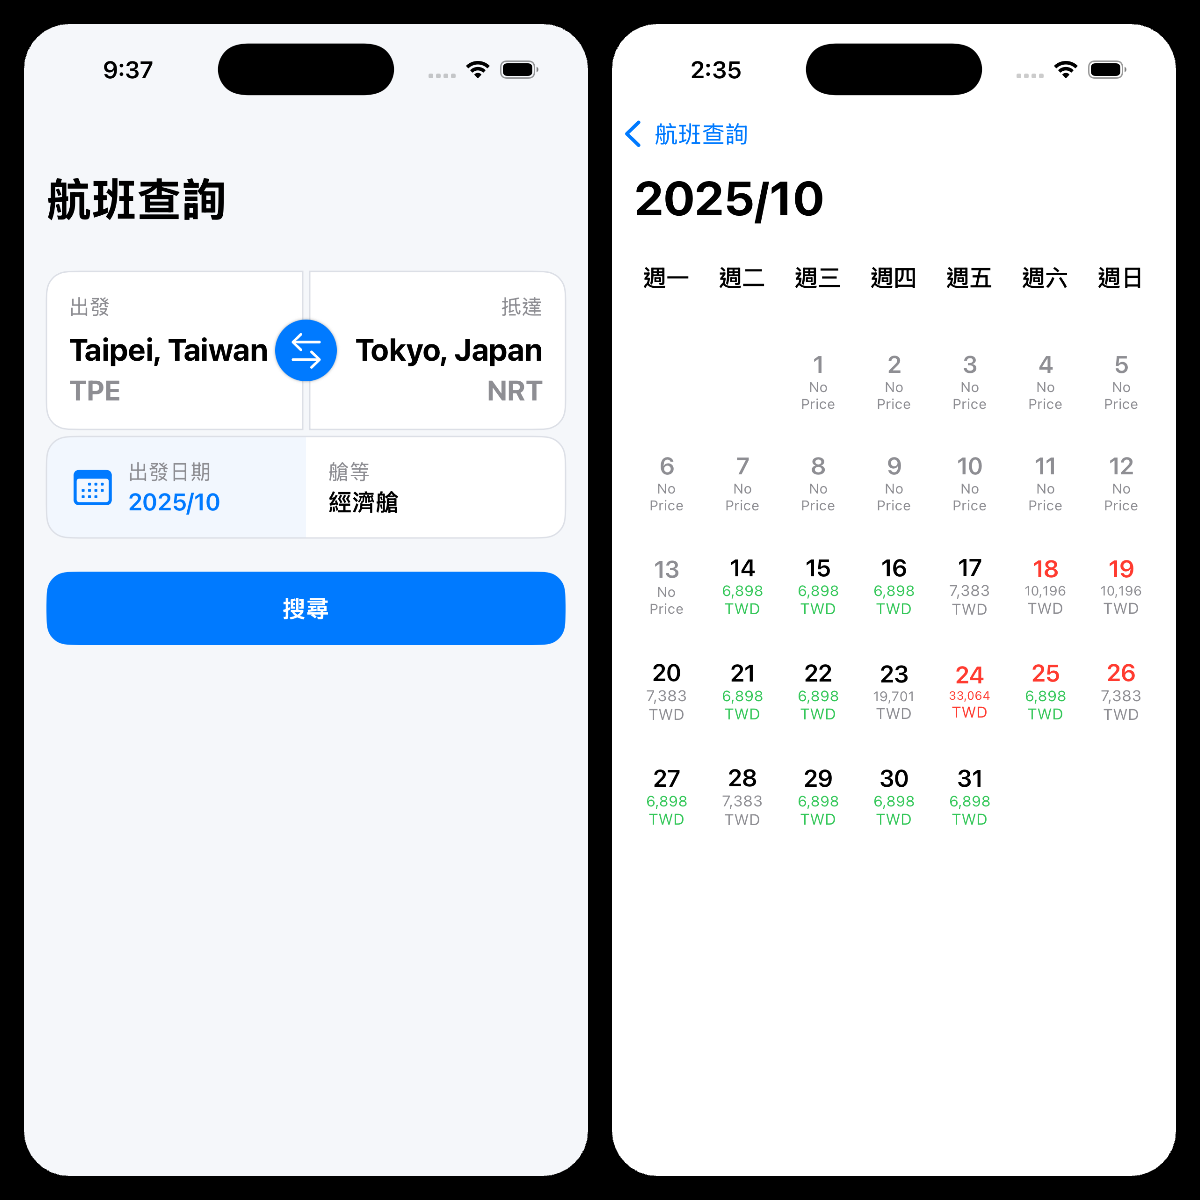 9:37
航班查詢
出發
Taipei, Taiwan
TPE
抵達
Tokyo, Japan
NRT
出發日期
2025/10
艙等
經濟艙
搜尋
2:35
航班查詢
2025/10
週一 週二 週三 週四 週五 週六 週日
1 2 3 4 5
No No No No No
Price Price Price Price Price
6 7 8 9 10 11 12
No No No No No No No
Price Price Price Price Price Price Price
13 14 15 16 17 18 19
No 6,898 6,898 6,898 7,383 10,196 10,196
Price TWD TWD TWD TWD TWD TWD
20 21 22 23 24 25 26
7,383 6,898 6,898 19,701 33,064 6,898 7,383
TWD TWD TWD TWD TWD TWD TWD
27 28 29 30 31
6,898 7,383 6,898 6,898 6,898
TWD TWD TWD TWD TWD